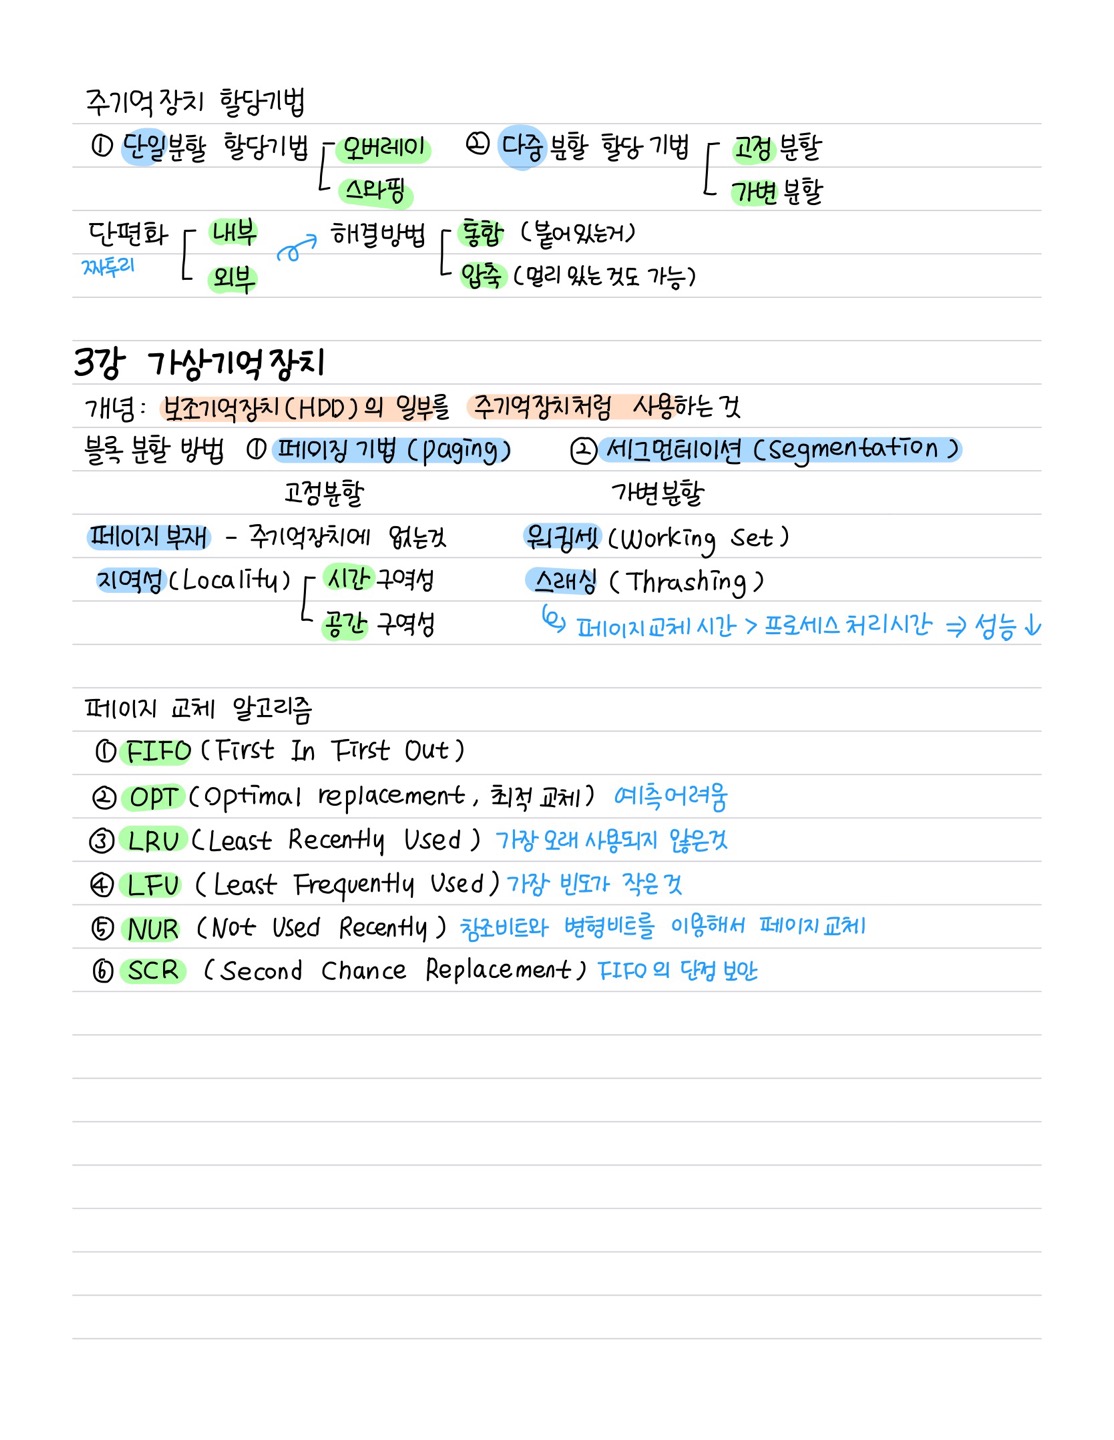 주기억장치 할당기법
① 단일분할 할당기법 오버레이 ② 다중분할 할당 기법 고정분할
스와핑 가변분할
단편화 내부 해결방법 통합 (붙어있는거)
짜투리 외부 압축 (멀리 있는것도 가능)
3강 가상기억장치
개념: 보조기억장치(HDD)의 일부를 주기억장치처럼 사용하는 것
블록 분할 방법 ① 페이징 기법 (paging) ② 세그먼테이션 (segmentation)
고정분할 가변분할
페이지 부재 - 주기억장치에 없는것 워킹셋 (Working Set)
지역성(Locality) 시간 구역성 스래싱 (Thrashing)
공간 구역성 페이지교체 시간 > 프로세스 처리시간 ⇒ 성능↓
페이지 교체 알고리즘
① FIFO (First In First Out)
② OPT (Optimal replacement, 최적 교체) 예측어려움
③ LRU (Least Recently Used) 가장 오래 사용되지 않은것
④ LFU (Least Frequently Used) 가장 빈도가 작은 것
⑤ NUR (Not Used Recently) 참조비트와 변형비트를 이용해서 페이지교체
⑥ SCR (Second Chance Replacement) FIFO의 단점 보안